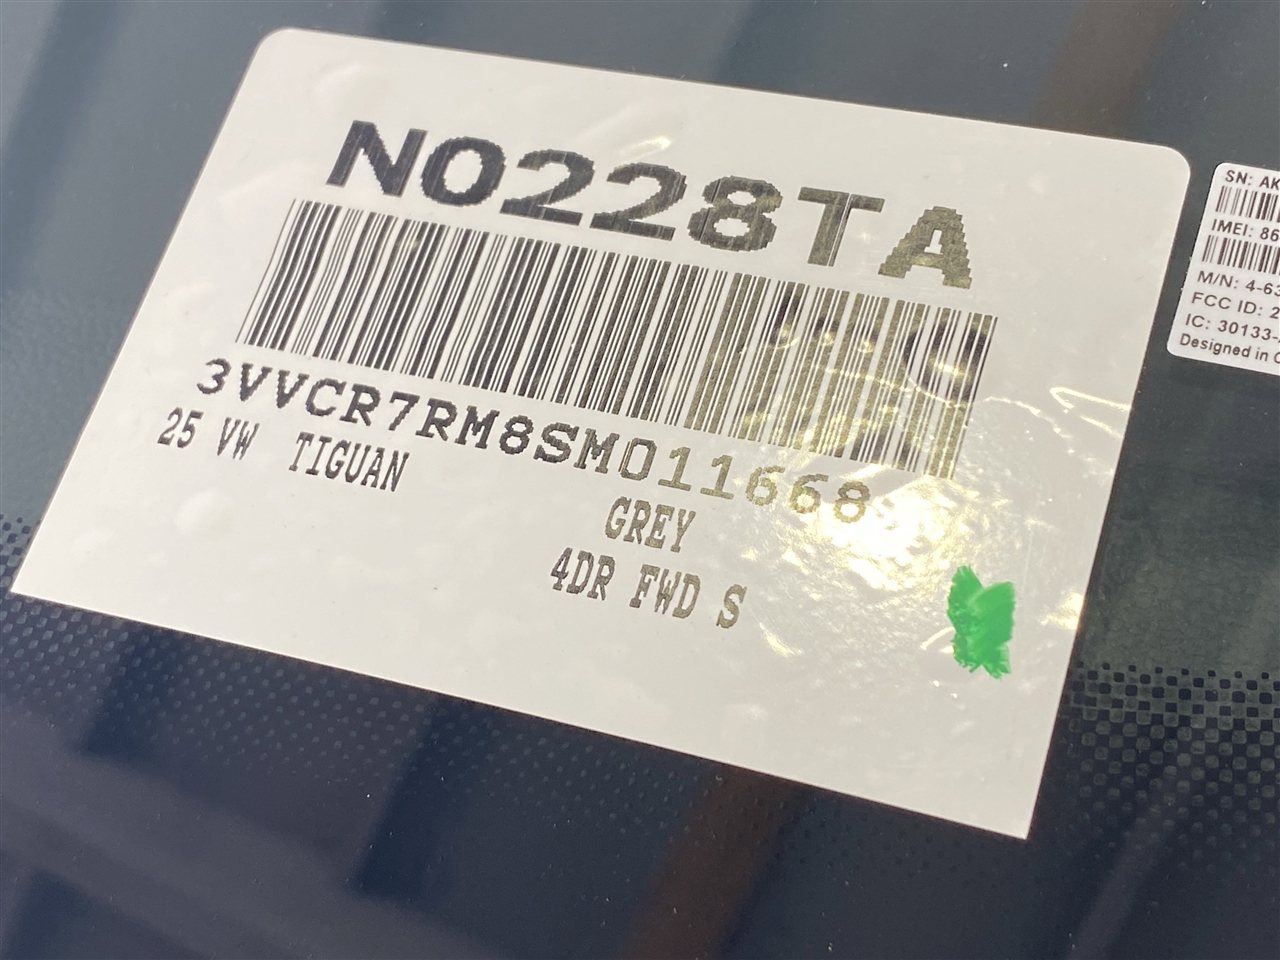 N0228TA
3VVCR7RM8SM011668
25 VW TIGUAN
GREY
4DR FWD S
SN: AK
IMEI: 86
M/N: 4-63
FCC ID: 2
IC: 30133-
Designed in C